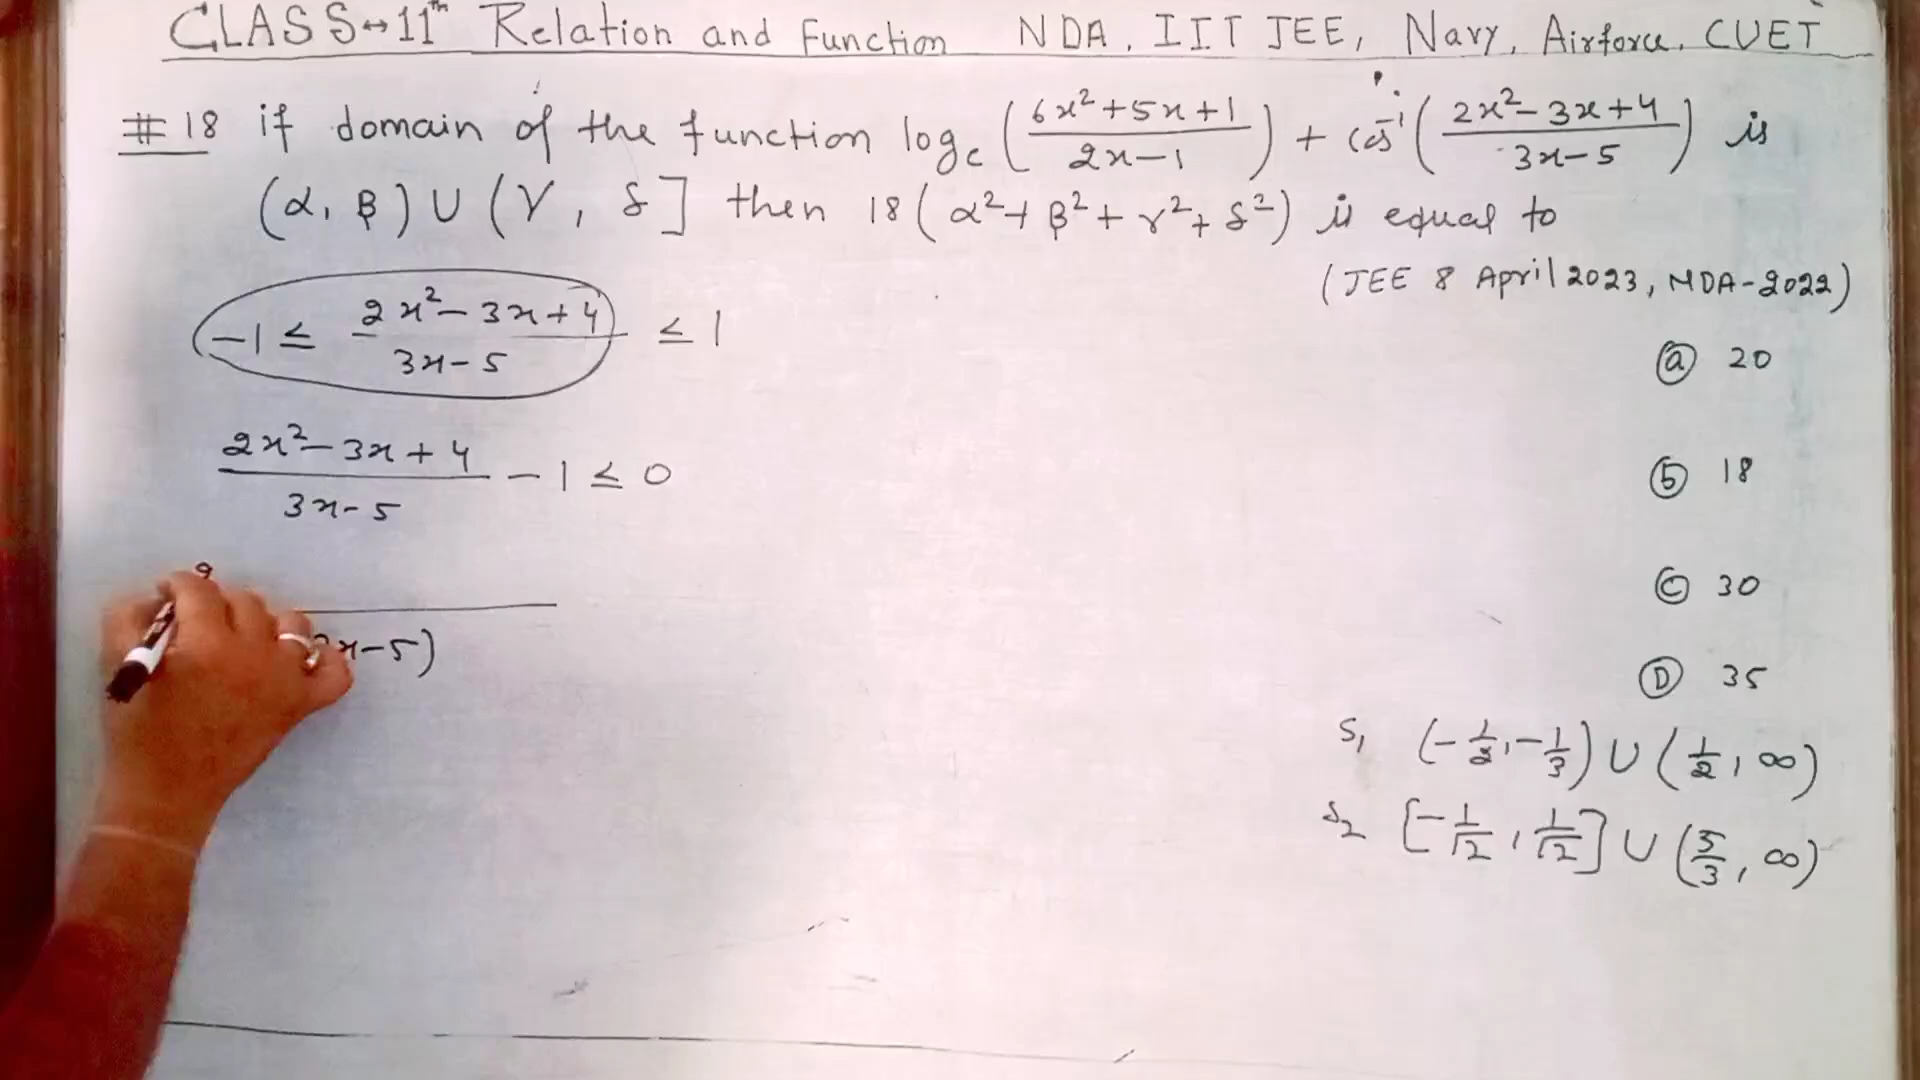 CLASS→11th Relation and Function NDA, IIT JEE, Navy, Airforce, CUET
# 18 if domain of the function logₑ((6x²+5x+1)/(2x-1)) + cos⁻¹((2x²-3x+4)/(3x-5)) is
(α, β) ∪ (γ, δ] then 18(α²+β²+γ²+δ²) is equal to
(JEE 8 April 2023, NDA-2022)
-1 ≤ (2x²-3x+4)/(3x-5) ≤ 1
ⓐ 20
(2x²-3x+4)/(3x-5) - 1 ≤ 0
ⓑ 18
2
x-5)
Ⓒ 30
Ⓓ 35
S₁ (-1/2, -1/3) ∪ (1/2, ∞)
S₂ [-1/√2, 1/√2] ∪ (5/3, ∞)